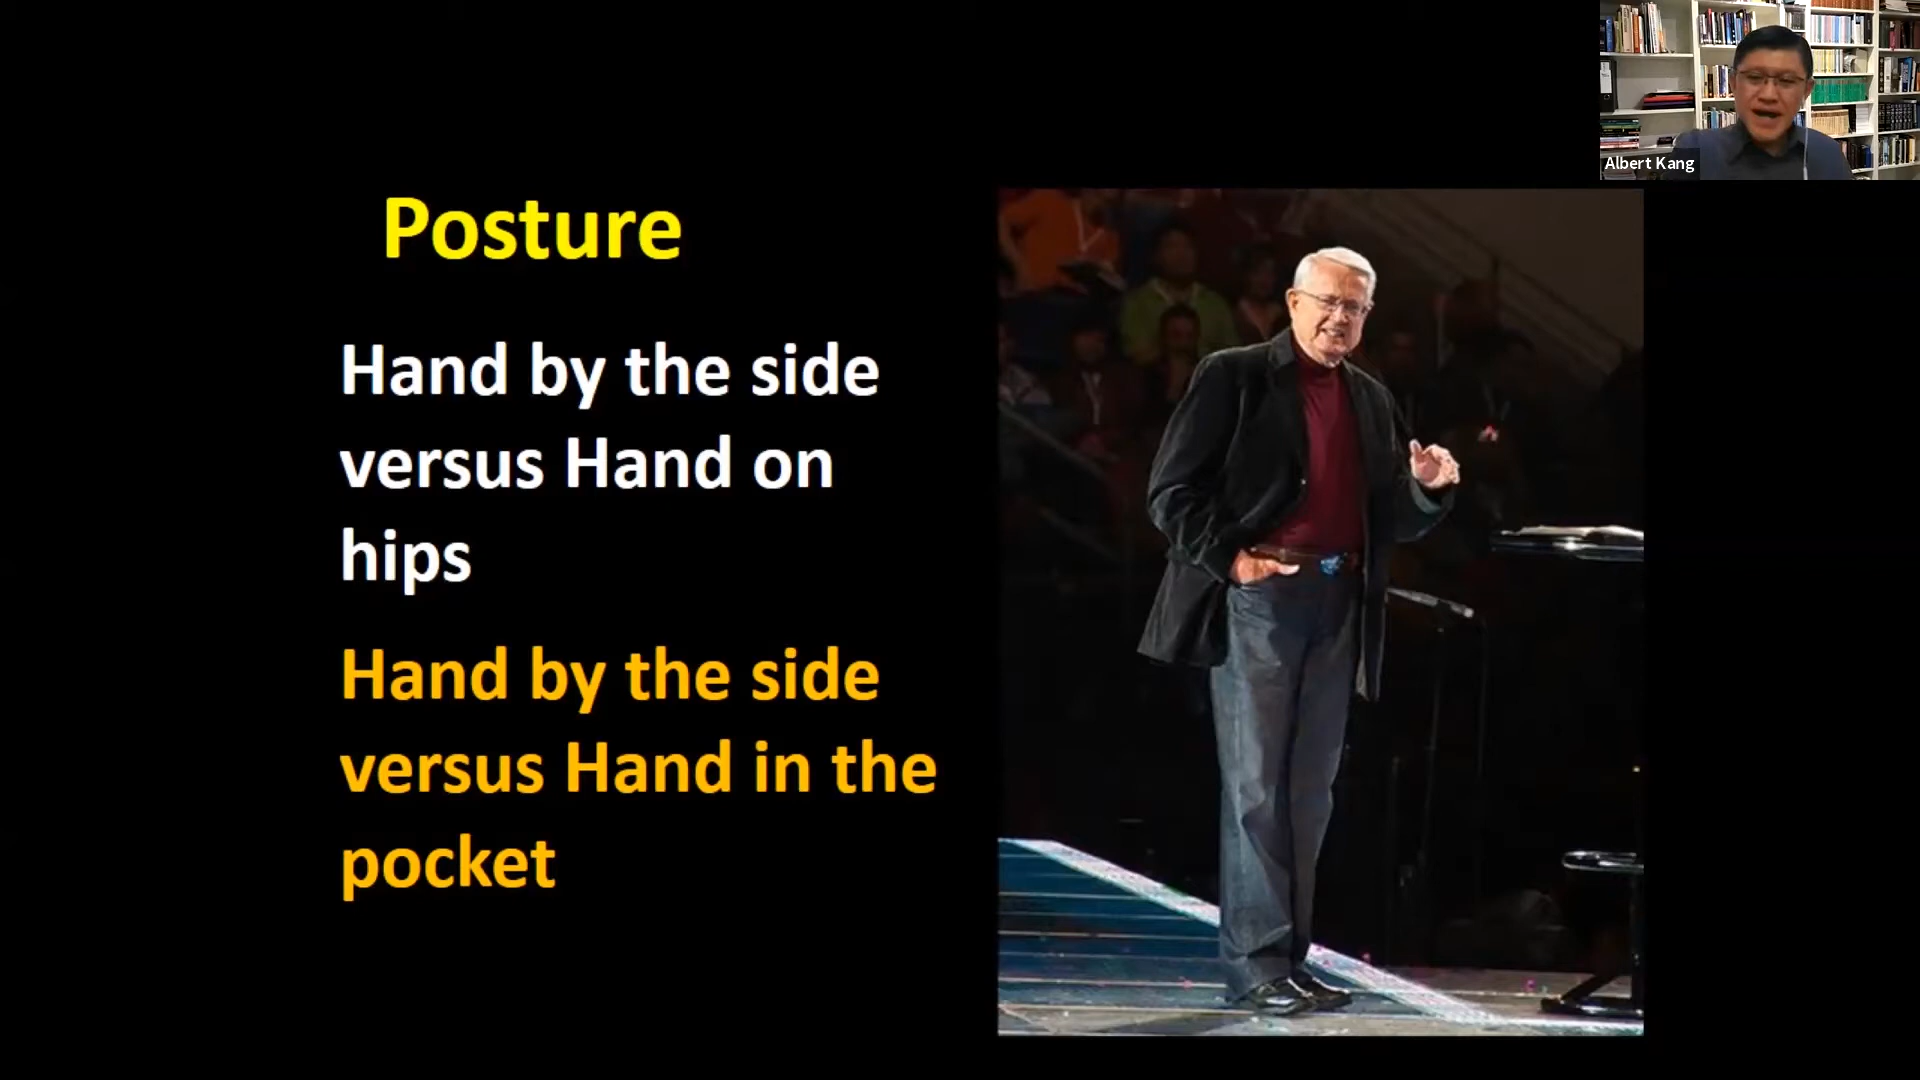 Albert Kang
Posture
Hand by the side
versus Hand on
hips
Hand by the side
versus Hand in the
pocket